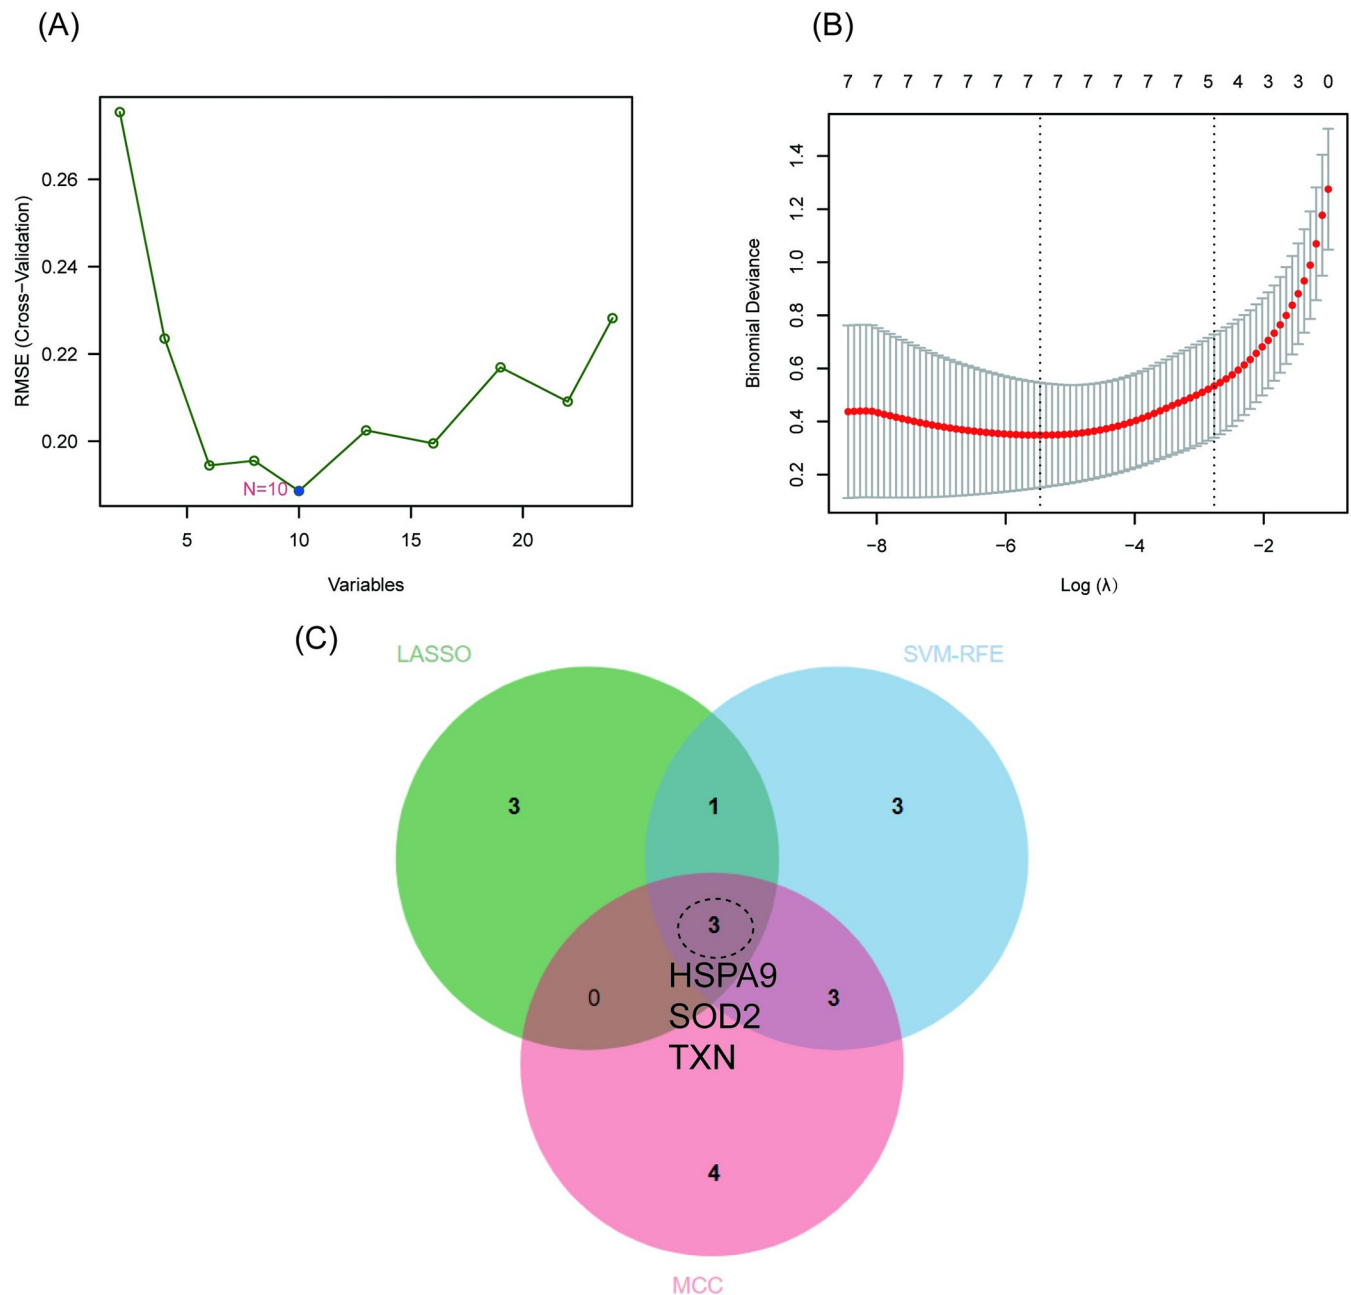 (A)
RMSE (Cross-Validation)
0.26
0.24
0.22
0.20
N=10
5 10 15 20
Variables
(B)
7 7 7 7 7 7 7 7 7 7 7 7 5 4 3 3 0
Binomial Deviance
1.4
1.2
1.0
0.8
0.6
0.4
0.2
−8 −6 −4 −2
Log (λ)
(C)
LASSO
SVM-RFE
3 1 3
3
HSPA9
0 3
SOD2
TXN
4
MCC